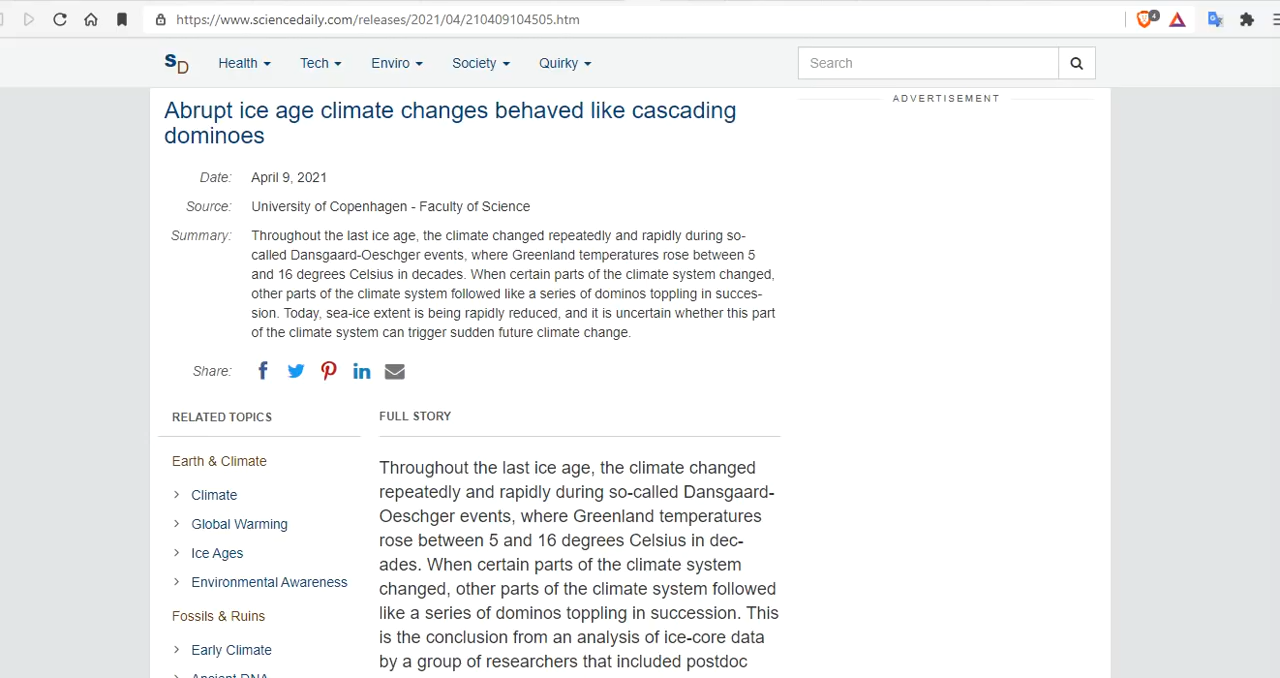 https://www.sciencedaily.com/releases/2021/04/210409104505.htm
4
SD
Health
Tech
Enviro
Society
Quirky
Search
Abrupt ice age climate changes behaved like cascading
dominoes
ADVERTISEMENT
Date: April 9, 2021
Source: University of Copenhagen - Faculty of Science
Summary: Throughout the last ice age, the climate changed repeatedly and rapidly during so-
called Dansgaard-Oeschger events, where Greenland temperatures rose between 5
and 16 degrees Celsius in decades. When certain parts of the climate system changed,
other parts of the climate system followed like a series of dominos toppling in succes-
sion. Today, sea-ice extent is being rapidly reduced, and it is uncertain whether this part
of the climate system can trigger sudden future climate change.
Share:
RELATED TOPICS
Earth & Climate
Climate
Global Warming
Ice Ages
Environmental Awareness
Fossils & Ruins
Early Climate
Ancient DNA
FULL STORY
Throughout the last ice age, the climate changed
repeatedly and rapidly during so-called Dansgaard-
Oeschger events, where Greenland temperatures
rose between 5 and 16 degrees Celsius in dec-
ades. When certain parts of the climate system
changed, other parts of the climate system followed
like a series of dominos toppling in succession. This
is the conclusion from an analysis of ice-core data
by a group of researchers that included postdoc